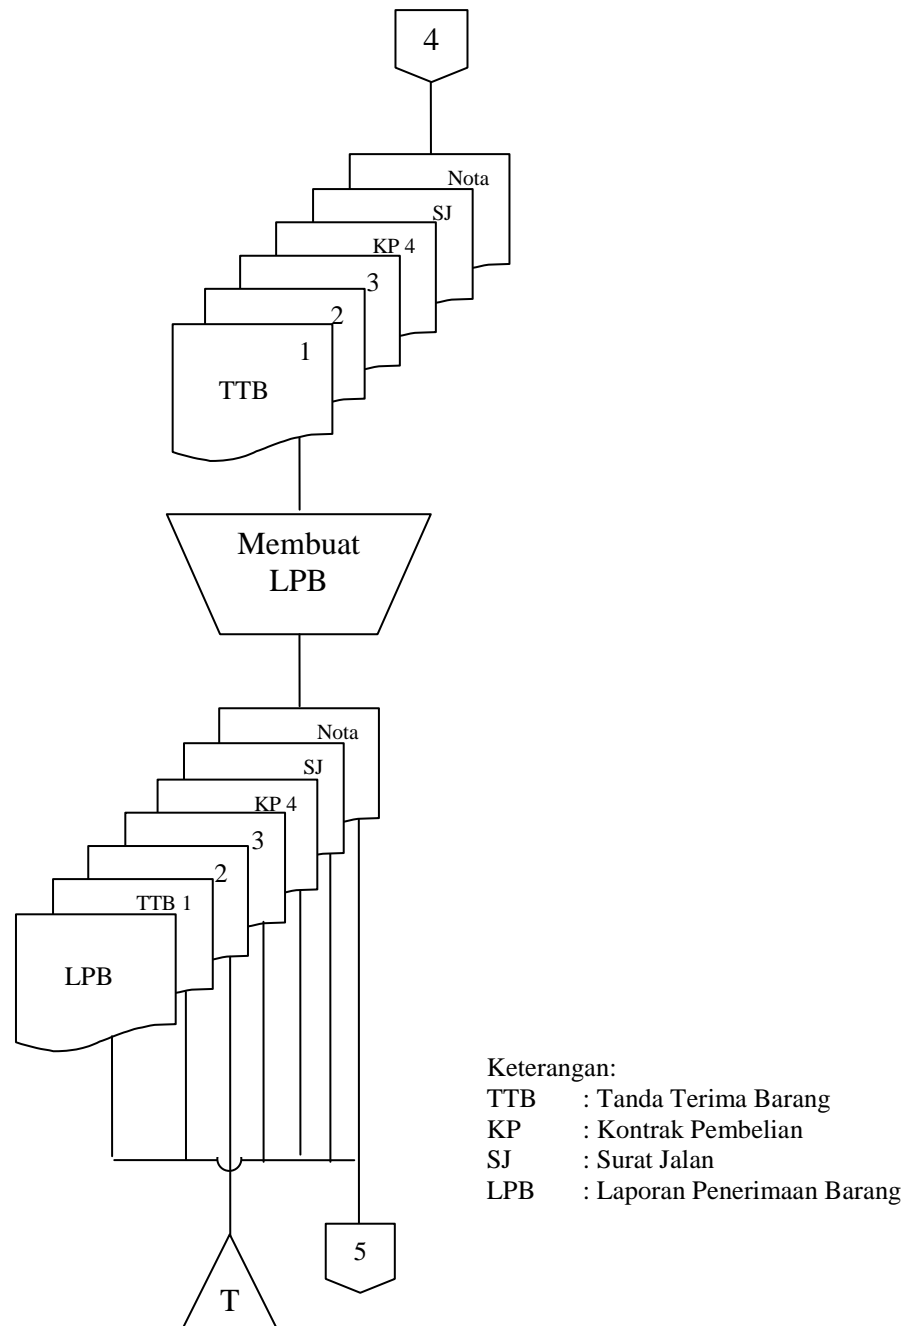 4
Nota
SJ
KP 4
3
2
1
TTB
Membuat
LPB
Nota
SJ
KP 4
3
2
TTB 1
LPB
Keterangan:
TTB : Tanda Terima Barang
KP : Kontrak Pembelian
SJ : Surat Jalan
LPB : Laporan Penerimaan Barang
5
T